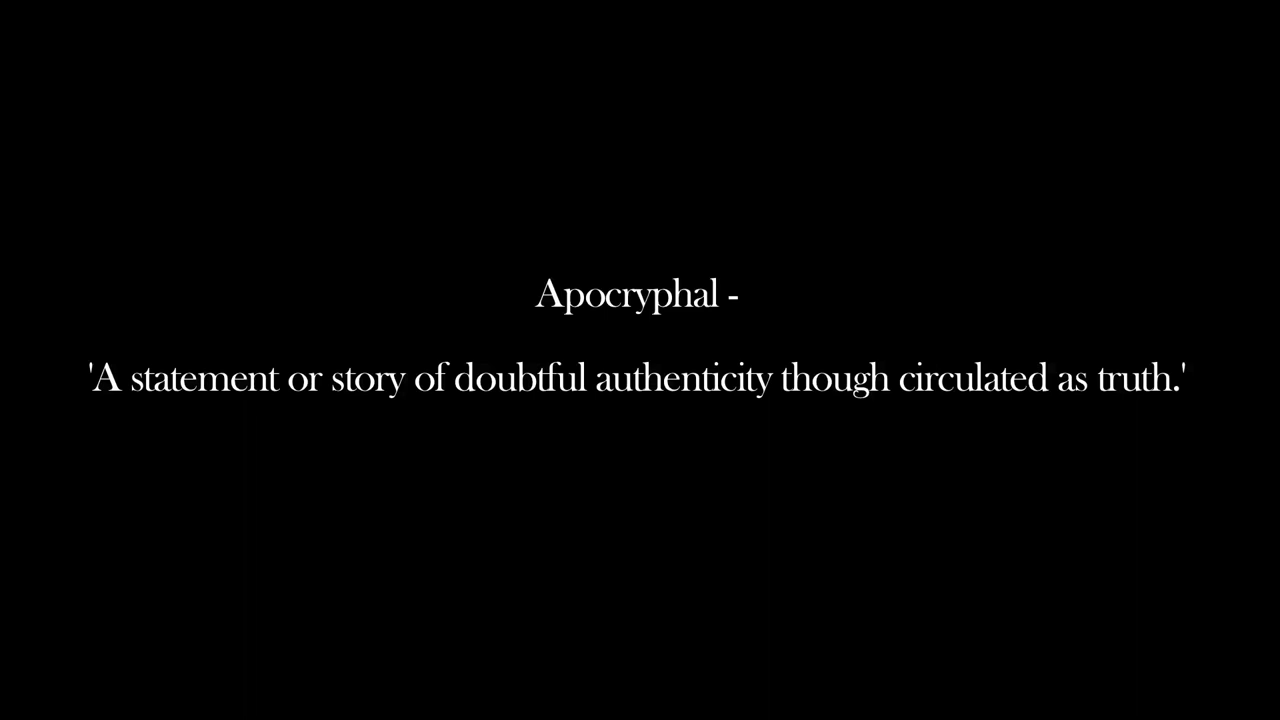 Apocryphal -
'A statement or story of doubtful authenticity though circulated as truth.'